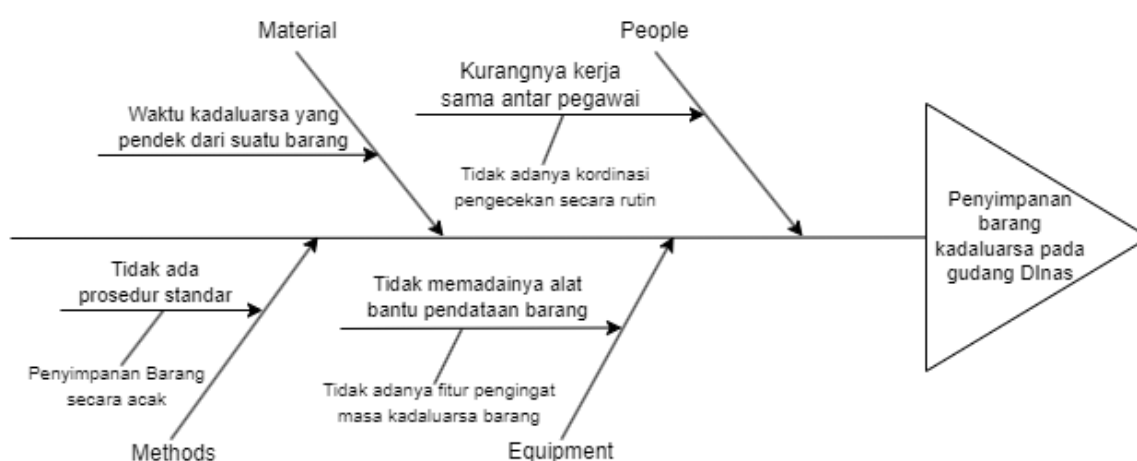 Material
People
Waktu kadaluarsa yang
pendek dari suatu barang
Kurangnya kerja
sama antar pegawai
Tidak adanya kordinasi
pengecekan secara rutin
Penyimpanan
barang
kadaluarsa pada
gudang DInas
Tidak ada
prosedur standar
Penyimpanan Barang
secara acak
Tidak memadainya alat
bantu pendataan barang
Tidak adanya fitur pengingat
masa kadaluarsa barang
Methods
Equipment